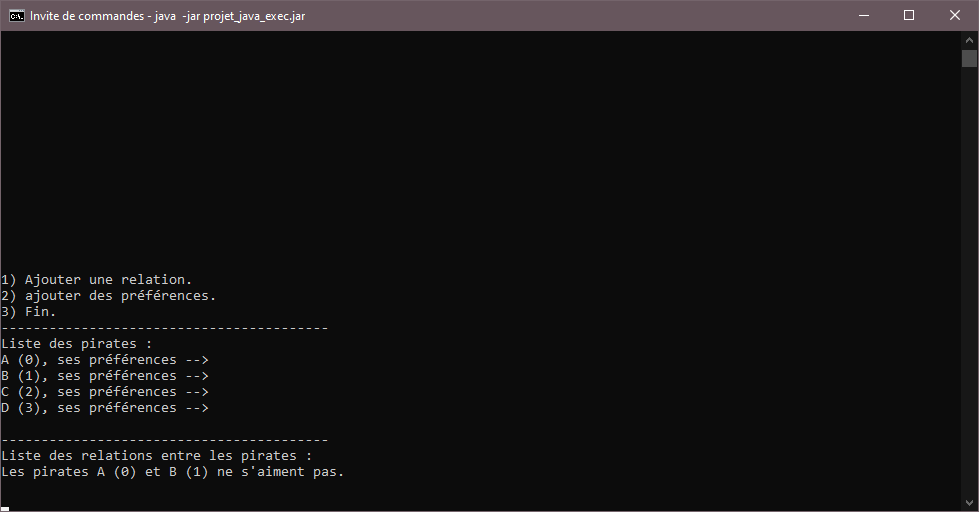 Invite de commandes - java  -jar projet_java_exec.jar
1) Ajouter une relation.
2) ajouter des préférences.
3) Fin.
-----------------------------------------
Liste des pirates :
A (0), ses préférences -->
B (1), ses préférences -->
C (2), ses préférences -->
D (3), ses préférences -->
-----------------------------------------
Liste des relations entre les pirates :
Les pirates A (0) et B (1) ne s'aiment pas.